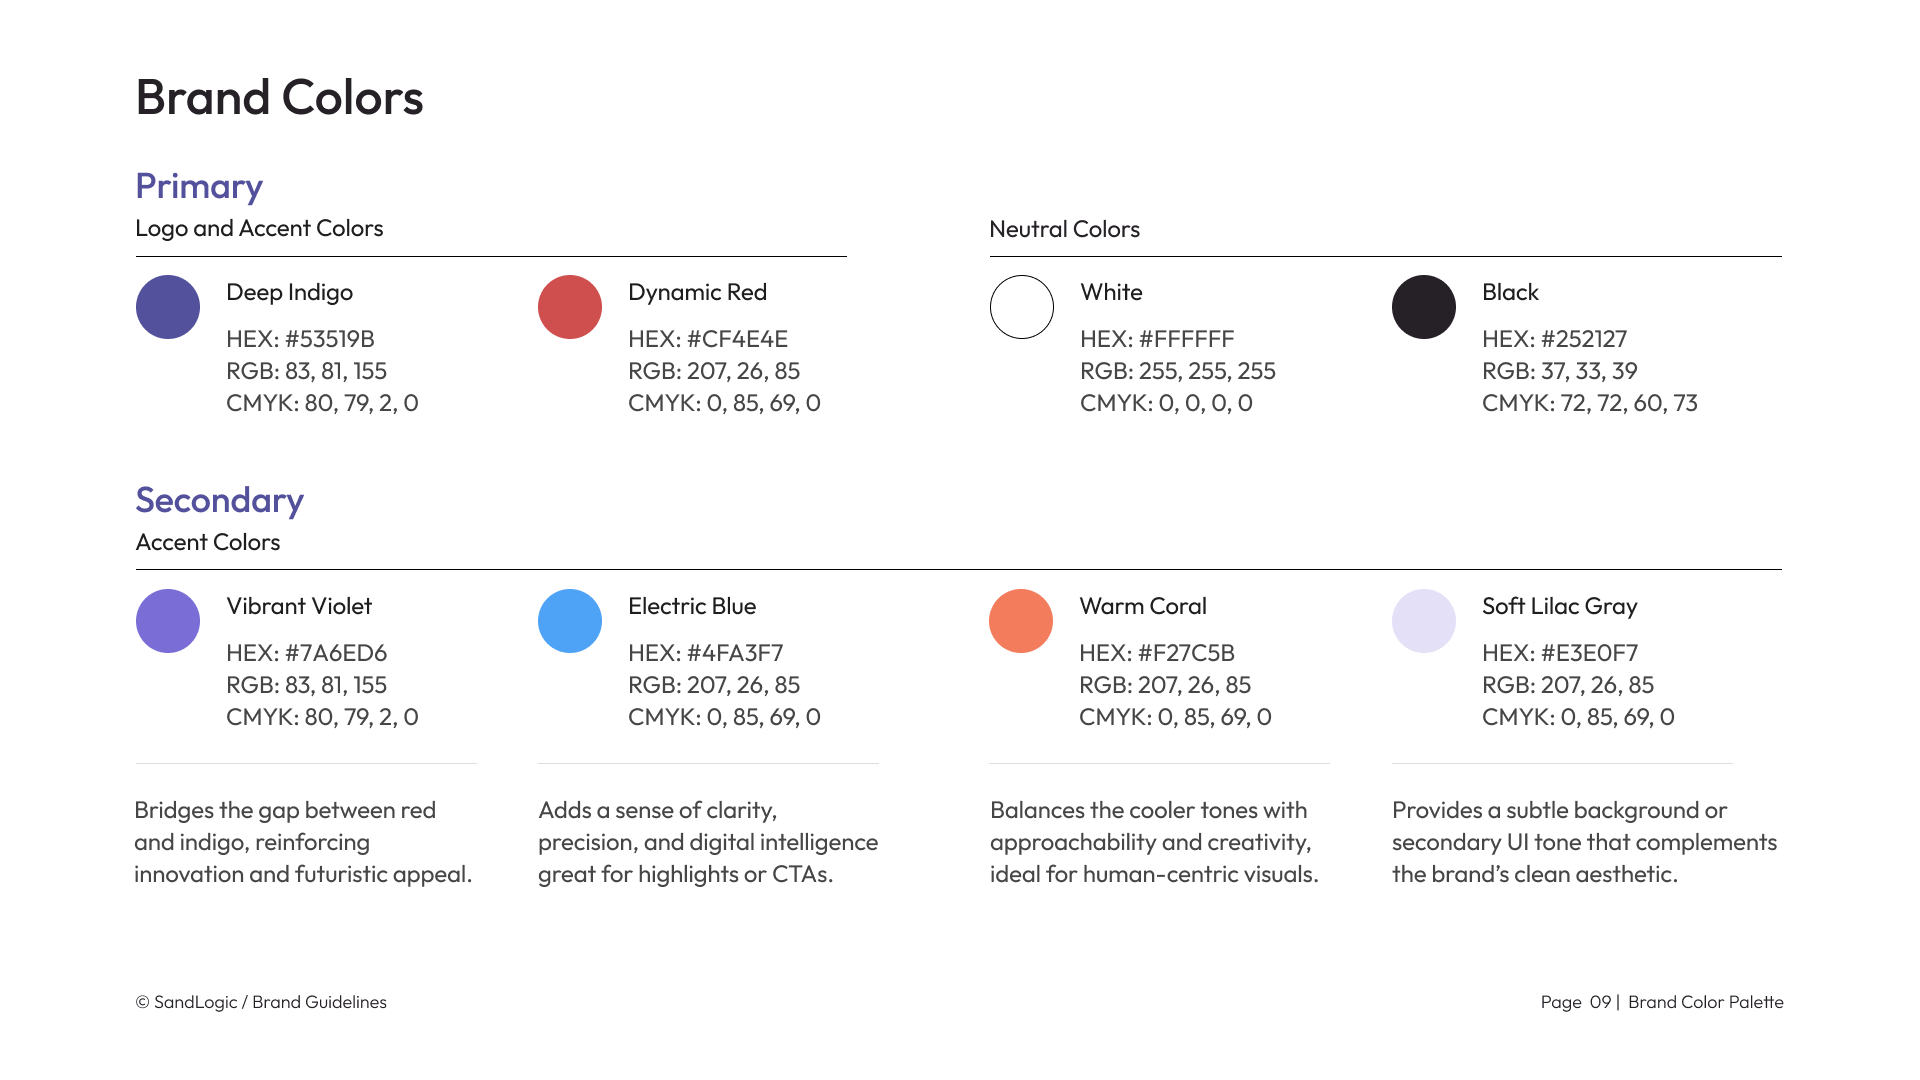 Brand Colors
Primary
Logo and Accent Colors
Deep Indigo
HEX: #53519B
RGB: 83, 81, 155
CMYK: 80, 79, 2, 0
Dynamic Red
HEX: #CF4E4E
RGB: 207, 26, 85
CMYK: 0, 85, 69, 0
Neutral Colors
White
HEX: #FFFFFF
RGB: 255, 255, 255
CMYK: 0, 0, 0, 0
Black
HEX: #252127
RGB: 37, 33, 39
CMYK: 72, 72, 60, 73
Secondary
Accent Colors
Vibrant Violet
HEX: #7A6ED6
RGB: 83, 81, 155
CMYK: 80, 79, 2, 0
Bridges the gap between red
and indigo, reinforcing
innovation and futuristic appeal.
Electric Blue
HEX: #4FA3F7
RGB: 207, 26, 85
CMYK: 0, 85, 69, 0
Adds a sense of clarity,
precision, and digital intelligence
great for highlights or CTAs.
Warm Coral
HEX: #F27C5B
RGB: 207, 26, 85
CMYK: 0, 85, 69, 0
Balances the cooler tones with
approachability and creativity,
ideal for human-centric visuals.
Soft Lilac Gray
HEX: #E3E0F7
RGB: 207, 26, 85
CMYK: 0, 85, 69, 0
Provides a subtle background or
secondary UI tone that complements
the brand’s clean aesthetic.
© SandLogic / Brand Guidelines
Page 09 | Brand Color Palette